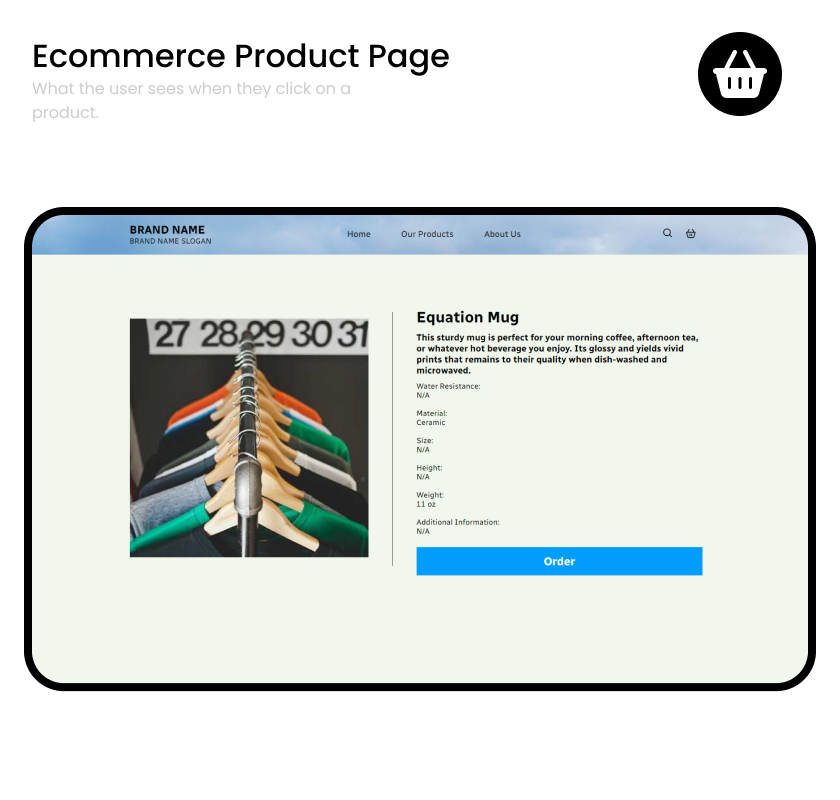 Ecommerce Product Page
What the user sees when they click on a
product.
BRAND NAME
BRAND NAME SLOGAN
Home
Our Products
About Us
27 28 29 30 31
Equation Mug
This sturdy mug is perfect for your morning coffee, afternoon tea,
or whatever hot beverage you enjoy. Its glossy and yields vivid
prints that remains to their quality when dish-washed and
microwaved.
Water Resistance:
N/A
Material:
Ceramic
Size:
N/A
Height:
N/A
Weight:
11 oz
Additional Information:
N/A
Order